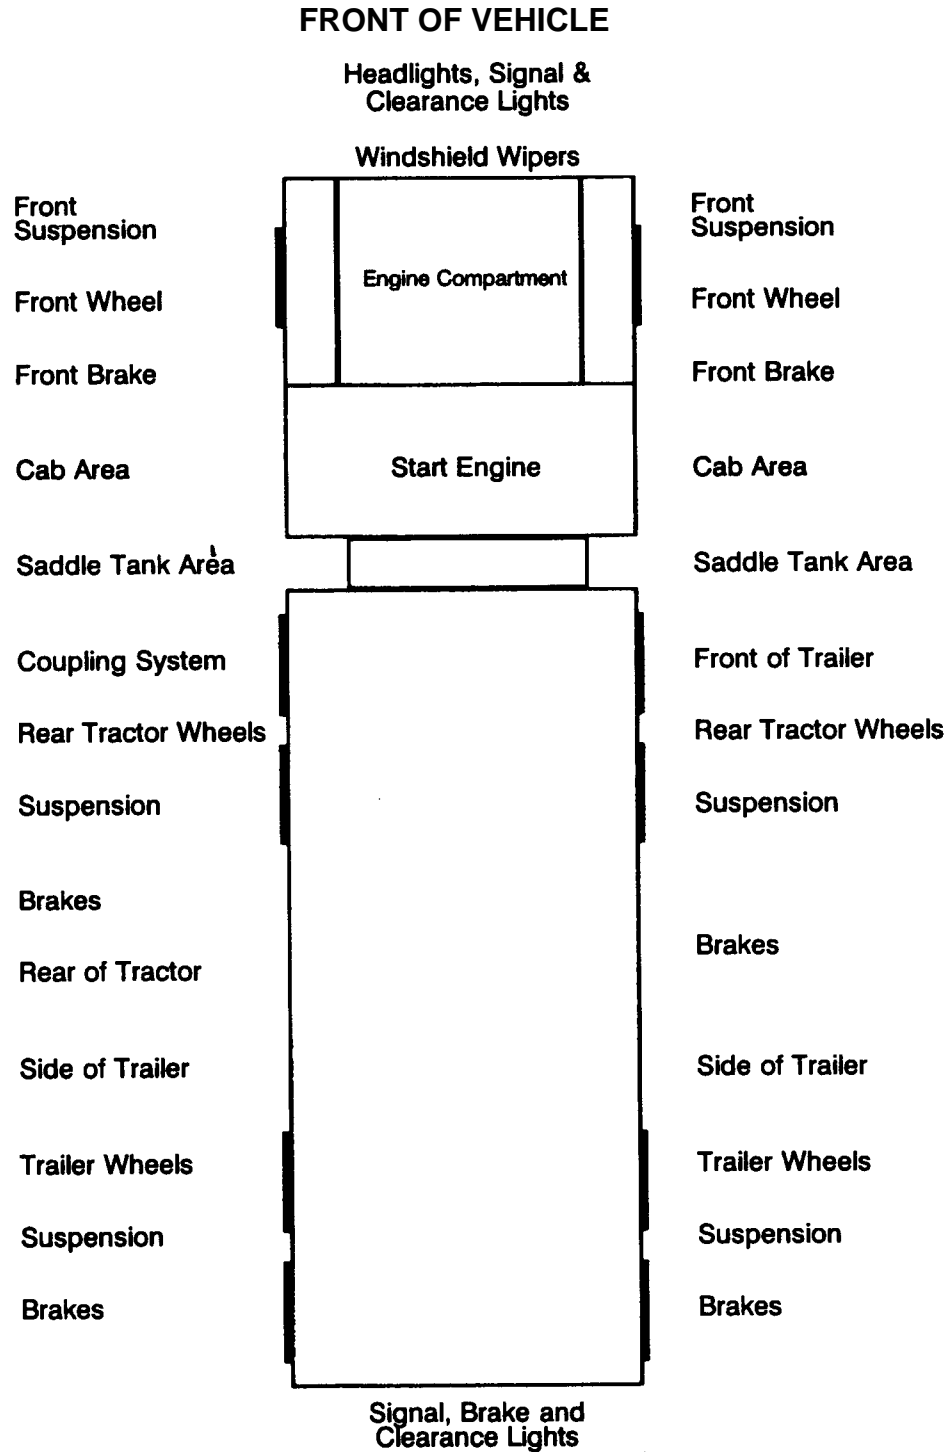 FRONT OF VEHICLE
Headlights, Signal &
Clearance Lights
Windshield Wipers
Front
Suspension
Front Wheel
Front Brake
Cab Area
Saddle Tank Area
Coupling System
Rear Tractor Wheels
Suspension
Brakes
Rear of Tractor
Side of Trailer
Trailer Wheels
Suspension
Brakes
Engine Compartment
Start Engine
Front
Suspension
Front Wheel
Front Brake
Cab Area
Saddle Tank Area
Front of Trailer
Rear Tractor Wheels
Suspension
Brakes
Side of Trailer
Trailer Wheels
Suspension
Brakes
Signal, Brake and
Clearance Lights